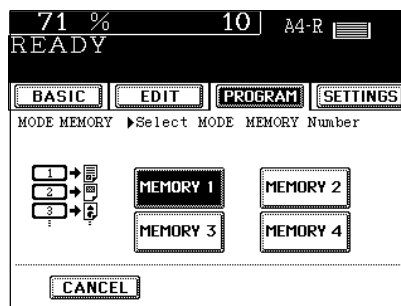 71 % 10 A4-R
READY
BASIC EDIT PROGRAM SETTINGS
MODE MEMORY ▶Select MODE MEMORY Number
1
2
3
MEMORY 1 MEMORY 2
MEMORY 3 MEMORY 4
CANCEL